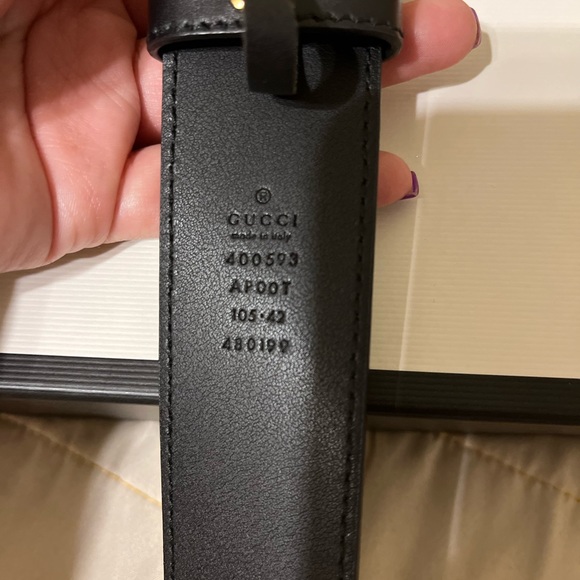 ®
GUCCI
made in italy
400593
AP00T
105·42
480199